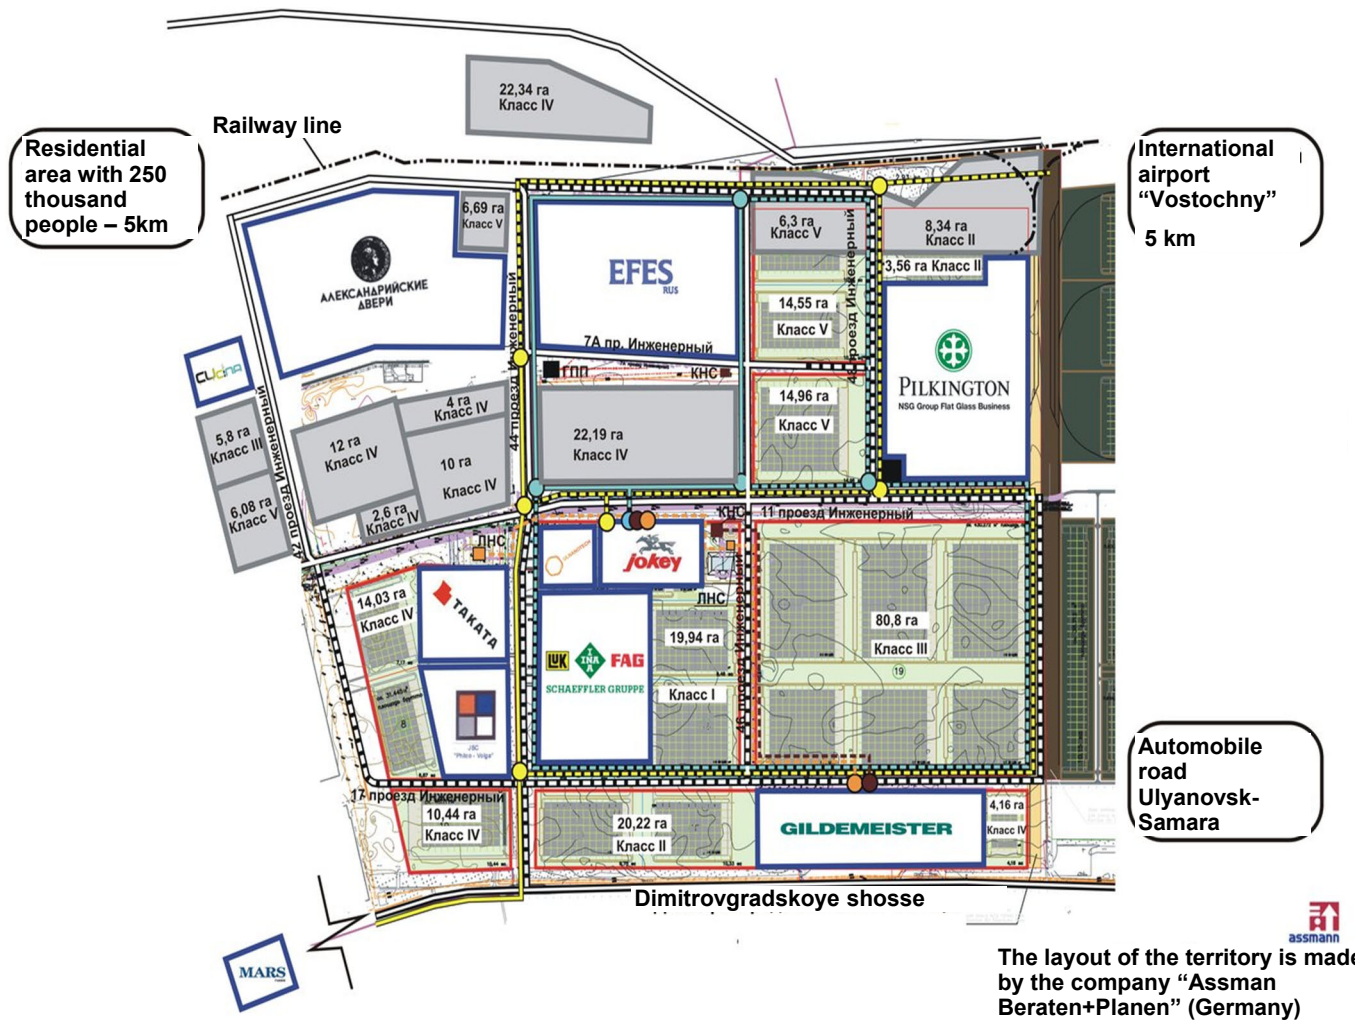 22,34 га
Класс IV
Railway line
Residential
area with 250
thousand
people – 5km
International
airport
“Vostochny”
5 km
6,69 га
Класс V
АЛЕКСАНДРИЙСКИЕ
ДВЕРИ
EFES
RUS
6,3 га
Класс V
8,34 га
Класс II
3,56 га Класс II
14,55 га
Класс V
44 проезд Инженерный
48 проезд Инженерный
7А пр. Инженерный
ГПП
КНС
PILKINGTON
NSG Group Flat Glass Business
CUcina
42 проезд Инженерный
5,8 га
Класс III
6,08 га
Класс V
12 га
Класс IV
4 га
Класс IV
10 га
Класс IV
2,6 га
Класс IV
22,19 га
Класс IV
14,96 га
Класс V
КНС
11 проезд Инженерный
ЛНС
jokey
ЛНС
46 проезд Инженерный
14,03 га
Класс IV
TAKATA
LUK
INA
FAG
SCHAEFFLER GRUPPE
19,94 га
Класс I
80,8 га
Класс III
19
8
JSC
17 проезд Инженерный
10,44 га
Класс IV
20,22 га
Класс II
GILDEMEISTER
4,16 га
Класс IV
Automobile
road
Ulyanovsk-
Samara
Dimitrovgradskoye shosse
MARS
assmann
The layout of the territory is made
by the company “Assman
Beraten+Planen” (Germany)